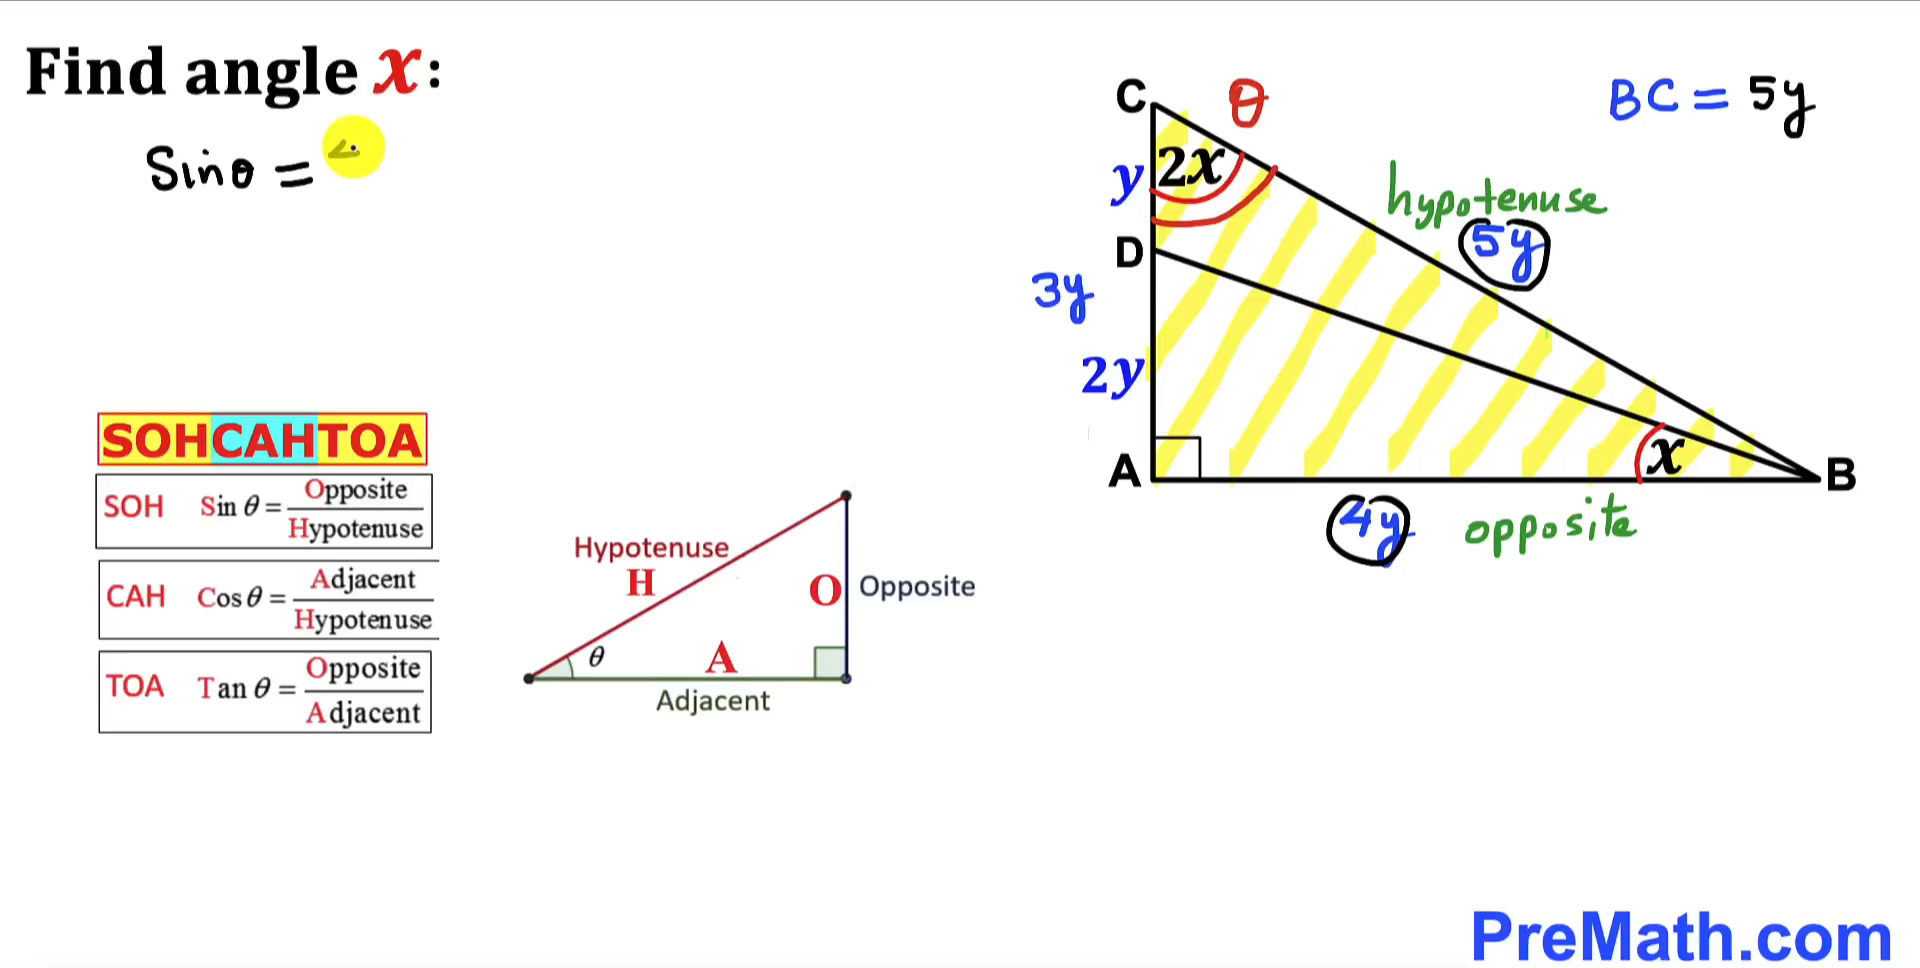 Find angle x:
Sinθ =
C
θ
BC = 5y
y
2x
hypotenuse
5y
D
3y
2y
x
A
B
4y
opposite
SOHCAHTOA
SOH Sin θ = Opposite
Hypotenuse
CAH Cos θ = Adjacent
Hypotenuse
TOA Tan θ = Opposite
Adjacent
Hypotenuse
H
O Opposite
θ
A
Adjacent
PreMath.com